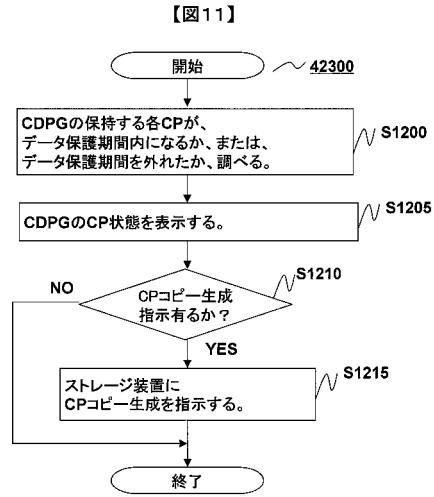 【図11】
開始
42300
CDPGの保持する各CPが、
データ保護期間内になるか、または、
データ保護期間を外れたか、調べる。
S1200
CDPGのCP状態を表示する。
S1205
CPコピー生成
指示有るか？
S1210
NO
YES
ストレージ装置に
CPコピー生成を指示する。
S1215
終了